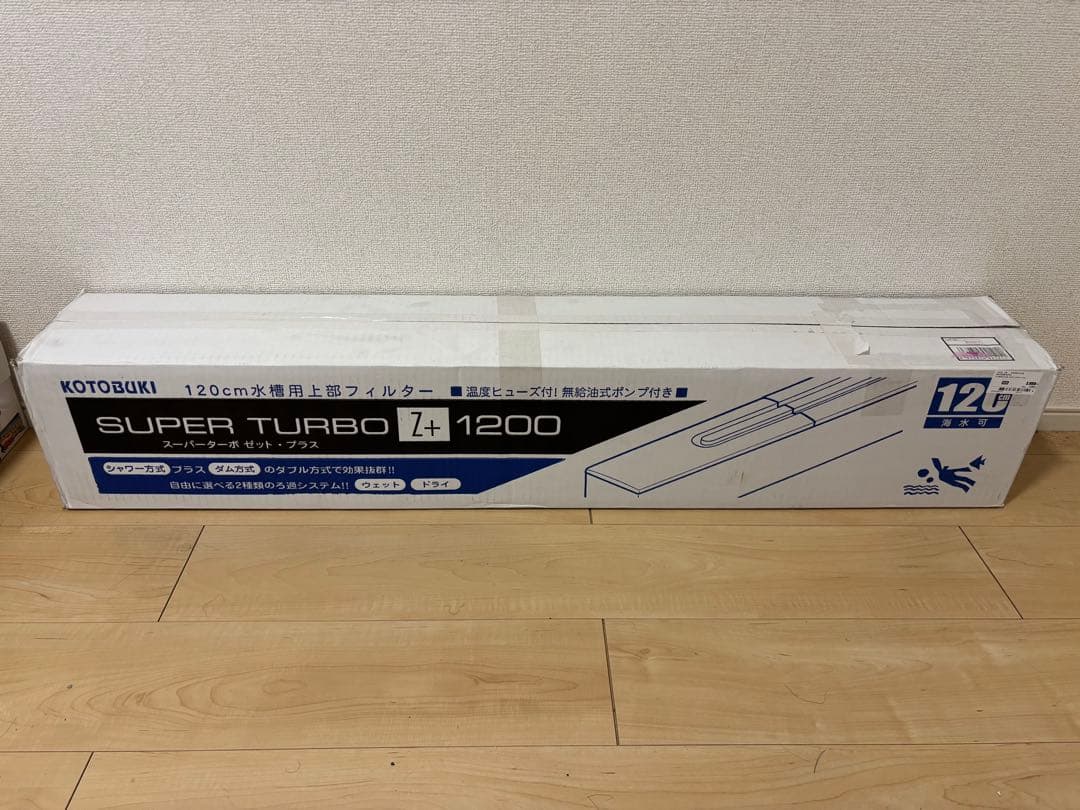 KOTOBUKI
120cm水槽用上部フィルター ■温度ヒューズ付! 無給油式ポンプ付き■
SUPER TURBO Z+ 1200
スーパーターボ ゼット・プラス
シャワー方式 プラス ダム方式 のダブル方式で効果抜群!!
自由に選べる2種類のろ過システム!! ウェット ドライ
120cm
海水可